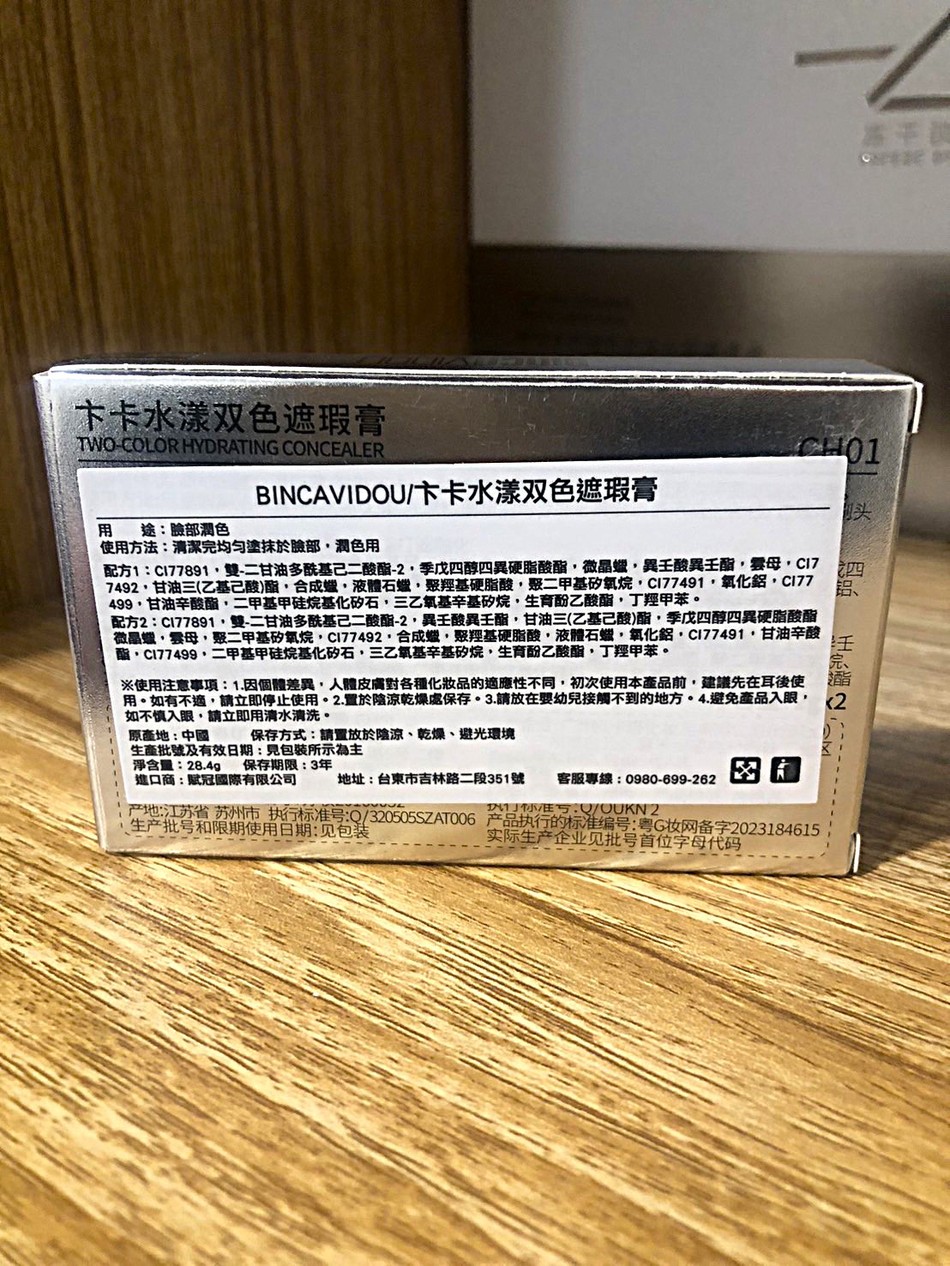 卞卡水漾双色遮瑕膏
TWO-COLOR HYDRATING CONCEALER
CH01
BINCAVIDOU/卞卡水漾双色遮瑕膏
用 途：臉部潤色
使用方法：清潔完均勻塗抹於臉部，潤色用
配方1：CI77891，雙-二甘油多酰基己二酸酯-2，季戊四醇四異硬脂酸酯，微晶蠟，異壬酸異壬酯，雲母，CI7
7492，甘油三(乙基己酸)酯，合成蠟，液體石蠟，聚羥基硬脂酸，聚二甲基矽氧烷，CI77491，氧化鋁，CI77
499，甘油辛酸酯，二甲基甲硅烷基化矽石，三乙氧基辛基矽烷，生育酚乙酸酯，丁羥甲苯。
配方2：CI77891，雙-二甘油多酰基己二酸酯-2，異壬酸異壬酯，甘油三(乙基己酸)酯，季戊四醇四異硬脂酸酯
微晶蠟，雲母，聚二甲基矽氧烷，CI77492，合成蠟，聚羥基硬脂酸，液體石蠟，氧化鋁，CI77491，甘油辛酸
酯，CI77499，二甲基甲硅烷基化矽石，三乙氧基辛基矽烷，生育酚乙酸酯，丁羥甲苯。
※使用注意事項：1.因個體差異，人體皮膚對各種化妝品的適應性不同，初次使用本產品前，建議先在耳後使
用。如有不適，請立即停止使用。2.置於陰涼乾燥處保存。3.請放在嬰幼兒接觸不到的地方。4.避免產品入眼，
如不慎入眼，請立即用清水清洗。
原產地：中國 保存方式：請置放於陰涼、乾燥、避光環境
生產批號及有效日期：見包裝所示為主
淨含量：28.4g 保存期限：3年
進口商：賦冠國際有限公司 地址：台東市吉林路二段351號 客服專線：0980-699-262
刷头
戊四
铝、
壬
烷、
酸酯
x2
区
产地:江苏省 苏州市 执行标准号:Q/320505SZAT006
生产批号和限期使用日期:见包装
执行标准号:Q/OUKN 2
产品执行的标准编号:粤G妆网备字2023184615
实际生产企业见批号首位字母代码